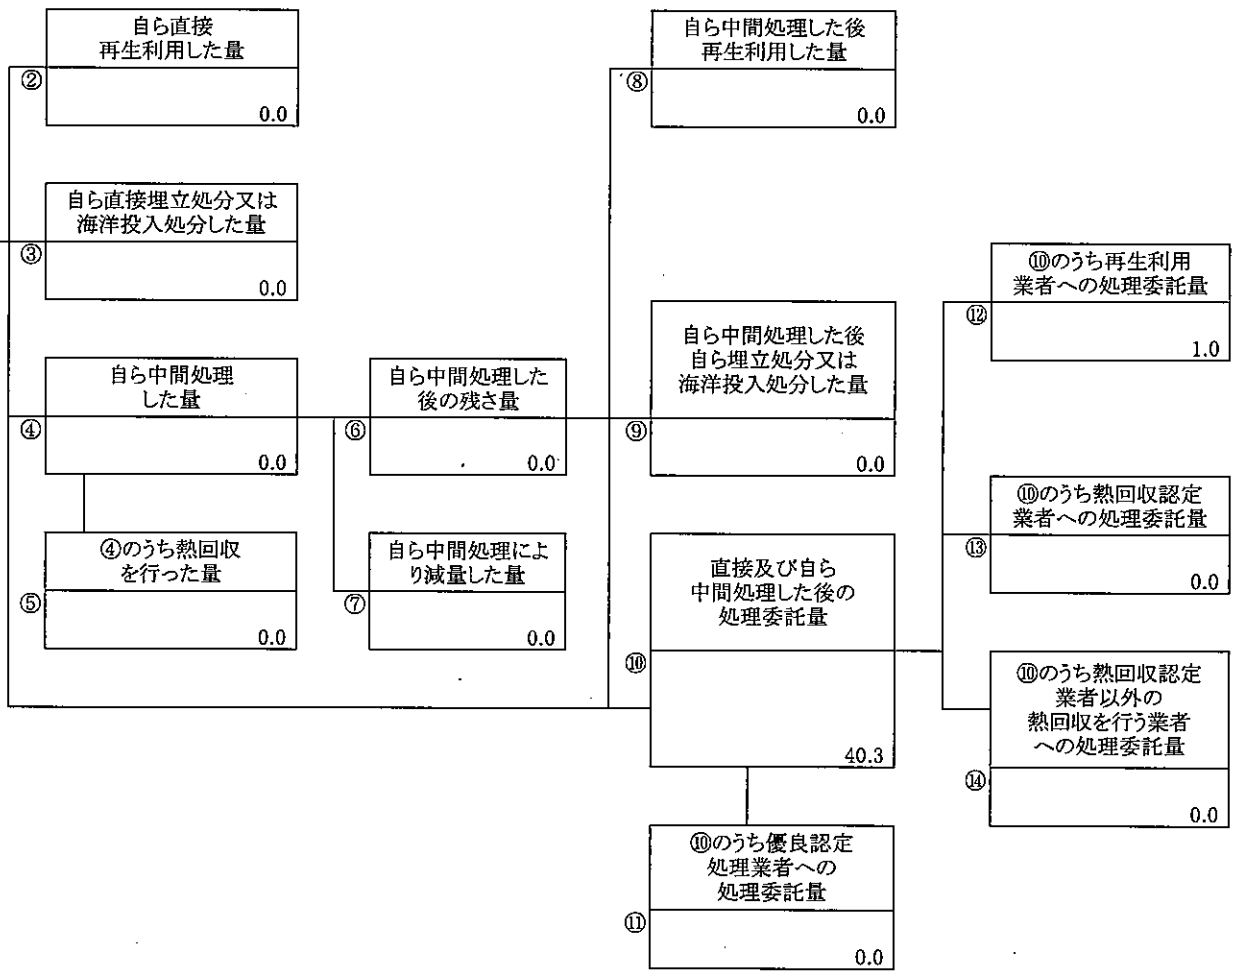 自ら直接
再生利用した量
②
0.0
自ら直接埋立処分又は
海洋投入処分した量
③
0.0
自ら中間処理
した量
④
0.0
④のうち熱回収
を行った量
⑤
0.0
自ら中間処理した
後の残さ量
⑥
0.0
自ら中間処理によ
り減量した量
⑦
0.0
自ら中間処理した後
再生利用した量
⑧
0.0
自ら中間処理した後
自ら埋立処分又は
海洋投入処分した量
⑨
0.0
直接及び自ら
中間処理した後の
処理委託量
⑩
40.3
⑩のうち優良認定
処理業者への
処理委託量
⑪
0.0
⑩のうち再生利用
業者への処理委託量
⑫
1.0
⑩のうち熱回収認定
業者への処理委託量
⑬
0.0
⑩のうち熱回収認定
業者以外の
熱回収を行う業者
への処理委託量
⑭
0.0